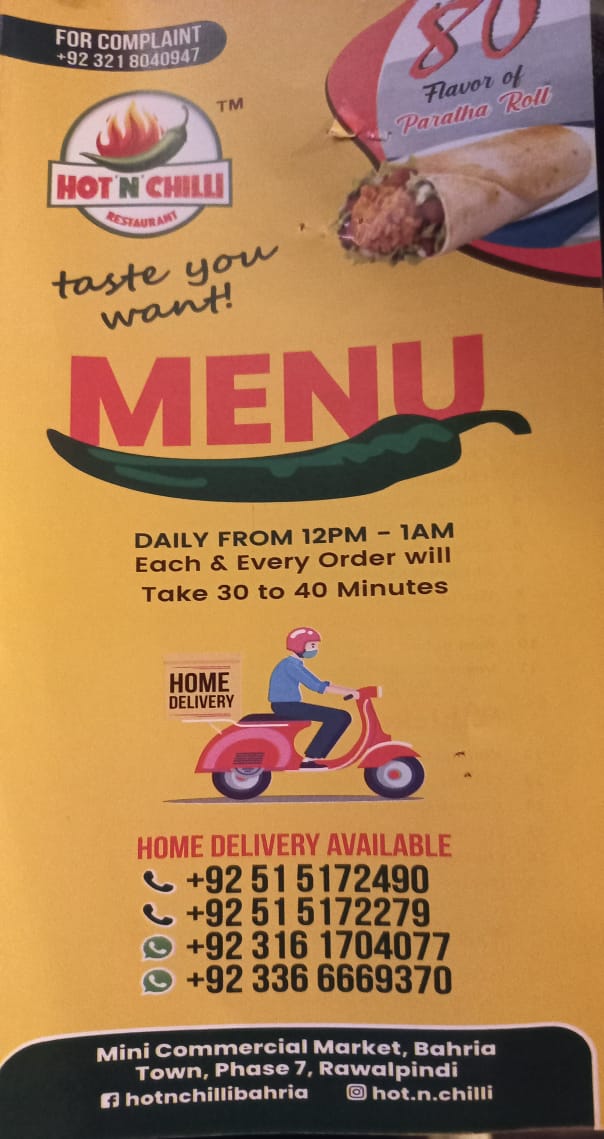 FOR COMPLAINT
+92 321 8040947
TM
HOT 'N' CHILLI
RESTAURANT
80
Flavor of
Paratha Roll
taste you
want!
MENU
DAILY FROM 12PM - 1AM
Each & Every Order will
Take 30 to 40 Minutes
HOME
DELIVERY
HOME DELIVERY AVAILABLE
+92 51 5172490
+92 51 5172279
+92 316 1704077
+92 336 6669370
Mini Commercial Market, Bahria
Town, Phase 7, Rawalpindi
hotnchillibahria hot.n.chilli